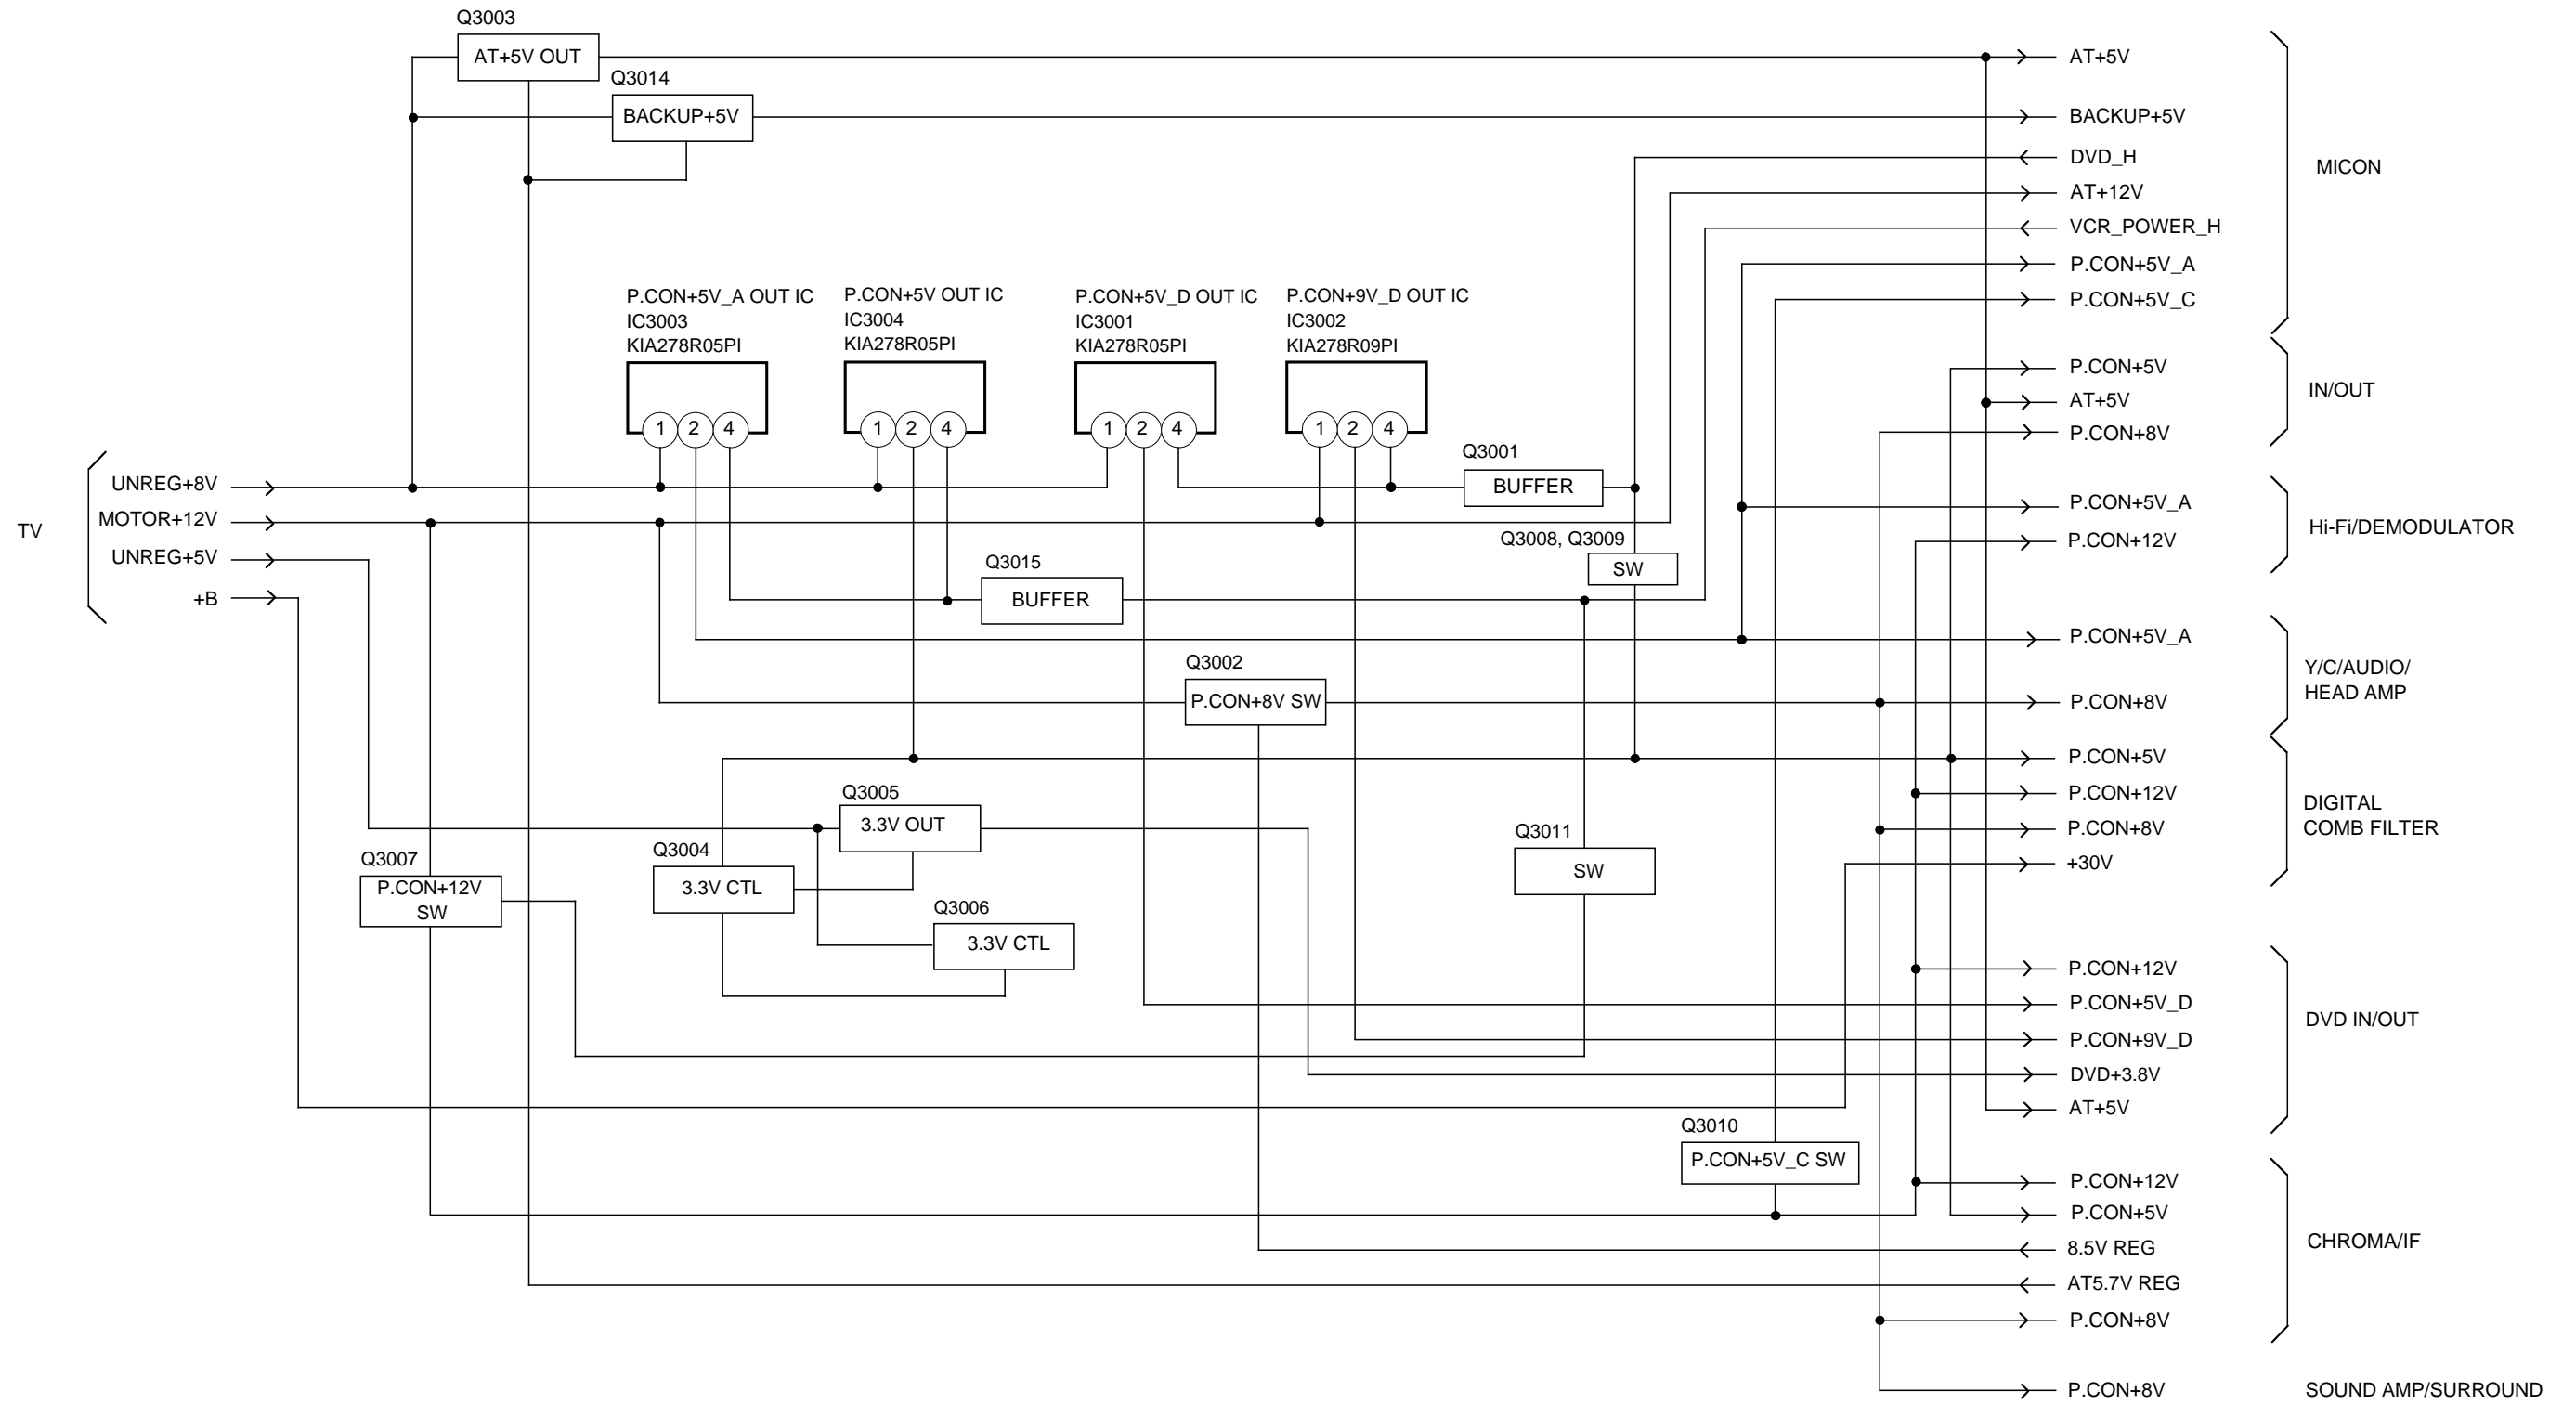 Q3003
AT+5V OUT
Q3014
BACKUP+5V
P.CON+5V_A OUT IC
IC3003
KIA278R05PI
1 2 4
P.CON+5V OUT IC
IC3004
KIA278R05PI
1 2 4
P.CON+5V_D OUT IC
IC3001
KIA278R05PI
1 2 4
P.CON+9V_D OUT IC
IC3002
KIA278R09PI
1 2 4
Q3001
BUFFER
Q3008, Q3009
SW
Q3015
BUFFER
TV
UNREG+8V
MOTOR+12V
UNREG+5V
+B
Q3002
P.CON+8V SW
Q3005
3.3V OUT
Q3004
3.3V CTL
Q3006
3.3V CTL
Q3007
P.CON+12V
SW
Q3011
SW
Q3010
P.CON+5V_C SW
AT+5V
BACKUP+5V
DVD_H
AT+12V
VCR_POWER_H
P.CON+5V_A
P.CON+5V_C
MICON
P.CON+5V
AT+5V
P.CON+8V
IN/OUT
P.CON+5V_A
P.CON+12V
Hi-Fi/DEMODULATOR
P.CON+5V_A
P.CON+8V
Y/C/AUDIO/
HEAD AMP
P.CON+5V
P.CON+12V
P.CON+8V
+30V
DIGITAL
COMB FILTER
P.CON+12V
P.CON+5V_D
P.CON+9V_D
DVD+3.8V
AT+5V
DVD IN/OUT
P.CON+12V
P.CON+5V
8.5V REG
AT5.7V REG
P.CON+8V
CHROMA/IF
P.CON+8V
SOUND AMP/SURROUND